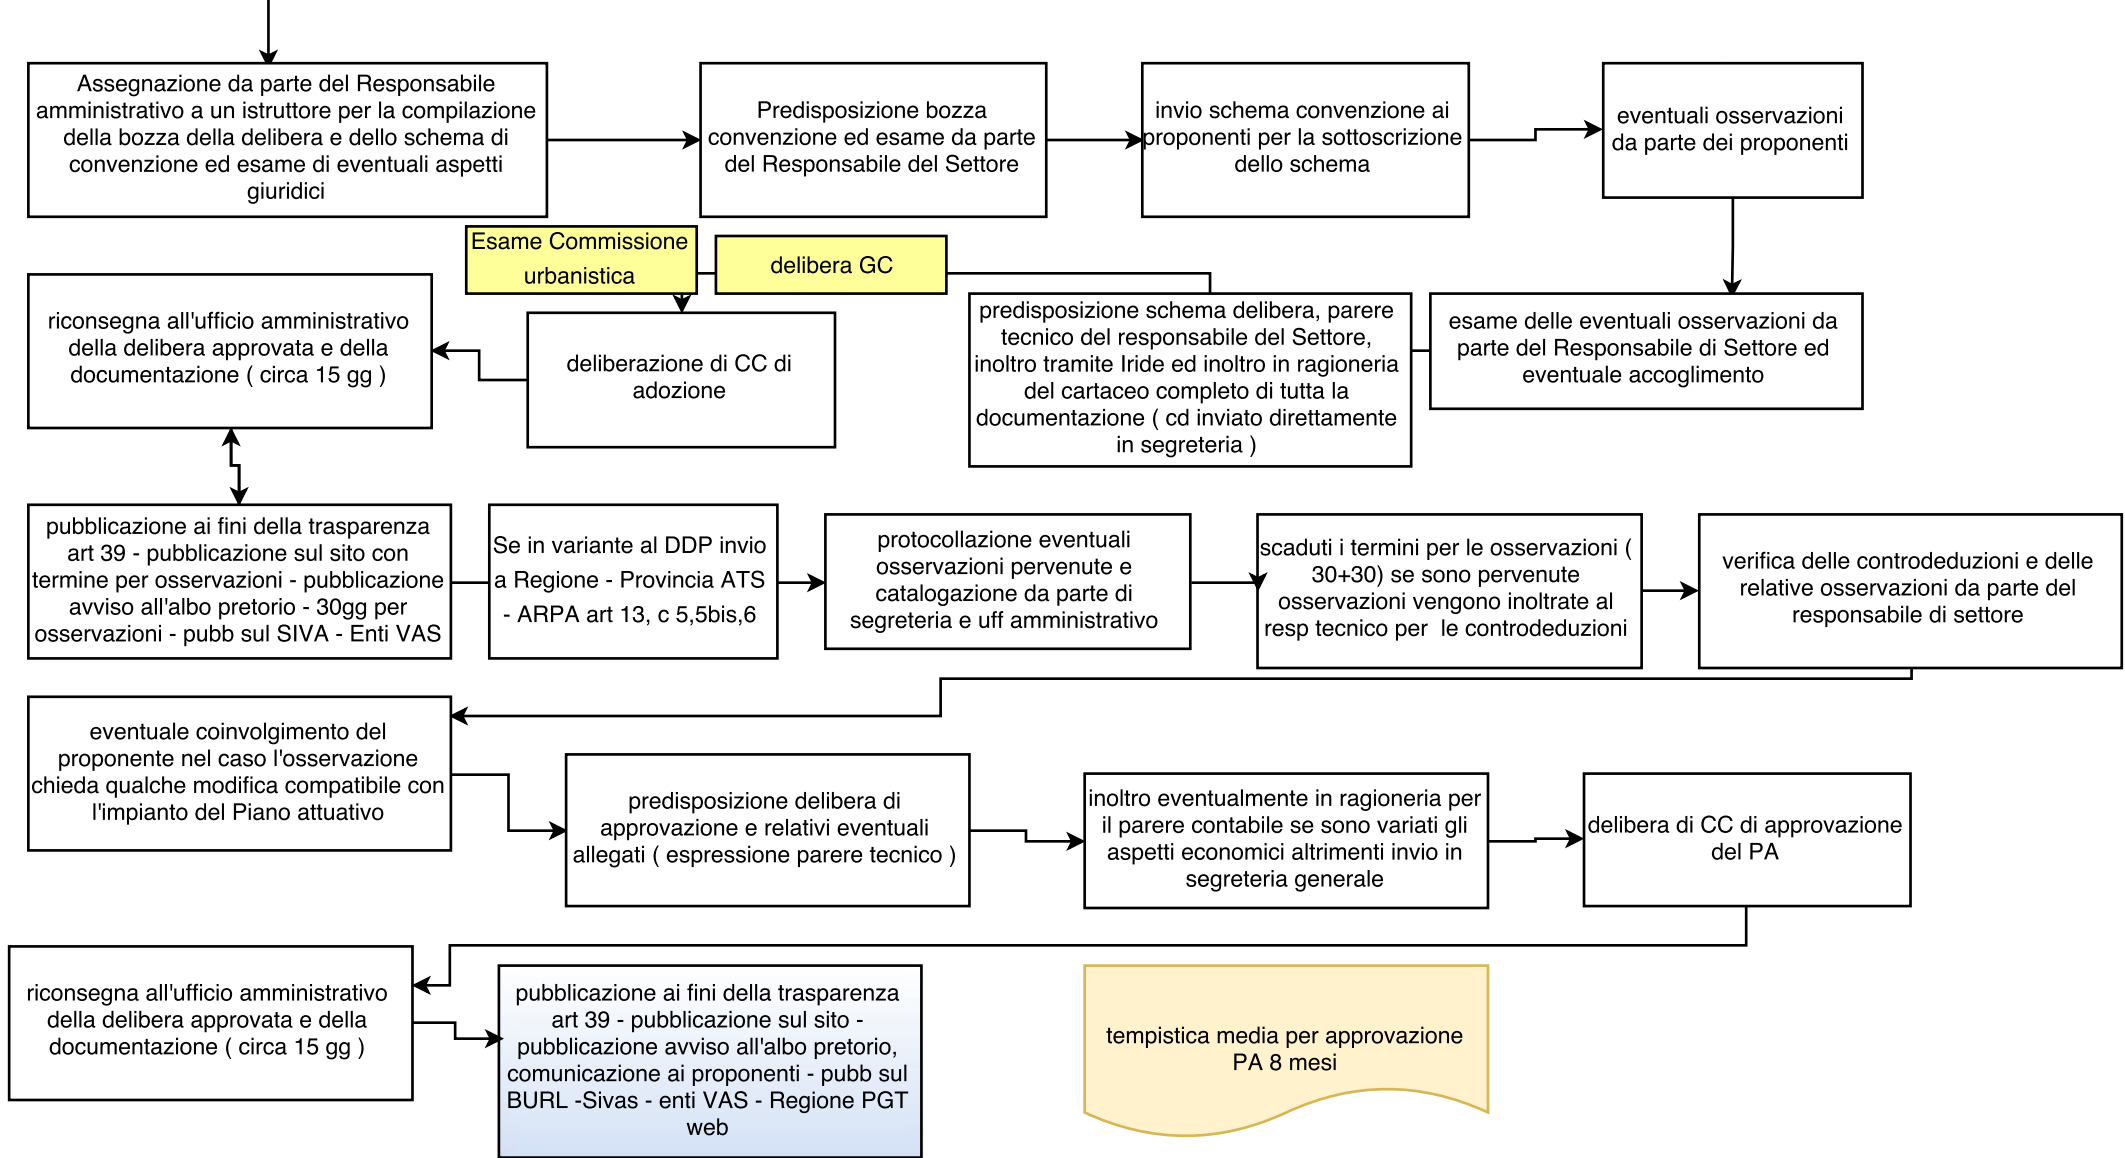 Assegnazione da parte del Responsabile
amministrativo a un istruttore per la compilazione
della bozza della delibera e dello schema di
convenzione ed esame di eventuali aspetti
giuridici
Predisposizione bozza
convenzione ed esame da parte
del Responsabile del Settore
invio schema convenzione ai
proponenti per la sottoscrizione
dello schema
eventuali osservazioni
da parte dei proponenti
esame delle eventuali osservazioni da
parte del Responsabile di Settore ed
eventuale accoglimento
predisposizione schema delibera, parere
tecnico del responsabile del Settore,
inoltro tramite Iride ed inoltro in ragioneria
del cartaceo completo di tutta la
documentazione ( cd inviato direttamente
in segreteria )
delibera GC
Esame Commissione
urbanistica
deliberazione di CC di
adozione
riconsegna all'ufficio amministrativo
della delibera approvata e della
documentazione ( circa 15 gg )
pubblicazione ai fini della trasparenza
art 39 - pubblicazione sul sito con
termine per osservazioni - pubblicazione
avviso all'albo pretorio - 30gg per
osservazioni - pubb sul SIVA - Enti VAS
Se in variante al DDP invio
a Regione - Provincia ATS
- ARPA art 13, c 5,5bis,6
protocollazione eventuali
osservazioni pervenute e
catalogazione da parte di
segreteria e uff amministrativo
scaduti i termini per le osservazioni (
30+30) se sono pervenute
osservazioni vengono inoltrate al
resp tecnico per  le controdeduzioni
verifica delle controdeduzioni e delle
relative osservazioni da parte del
responsabile di settore
eventuale coinvolgimento del
proponente nel caso l'osservazione
chieda qualche modifica compatibile con
l'impianto del Piano attuativo
predisposizione delibera di
approvazione e relativi eventuali
allegati ( espressione parere tecnico )
inoltro eventualmente in ragioneria per
il parere contabile se sono variati gli
aspetti economici altrimenti invio in
segreteria generale
delibera di CC di approvazione
del PA
riconsegna all'ufficio amministrativo
della delibera approvata e della
documentazione ( circa 15 gg )
pubblicazione ai fini della trasparenza
art 39 - pubblicazione sul sito -
pubblicazione avviso all'albo pretorio,
comunicazione ai proponenti - pubb sul
BURL -Sivas - enti VAS - Regione PGT
web
tempistica media per approvazione
PA 8 mesi